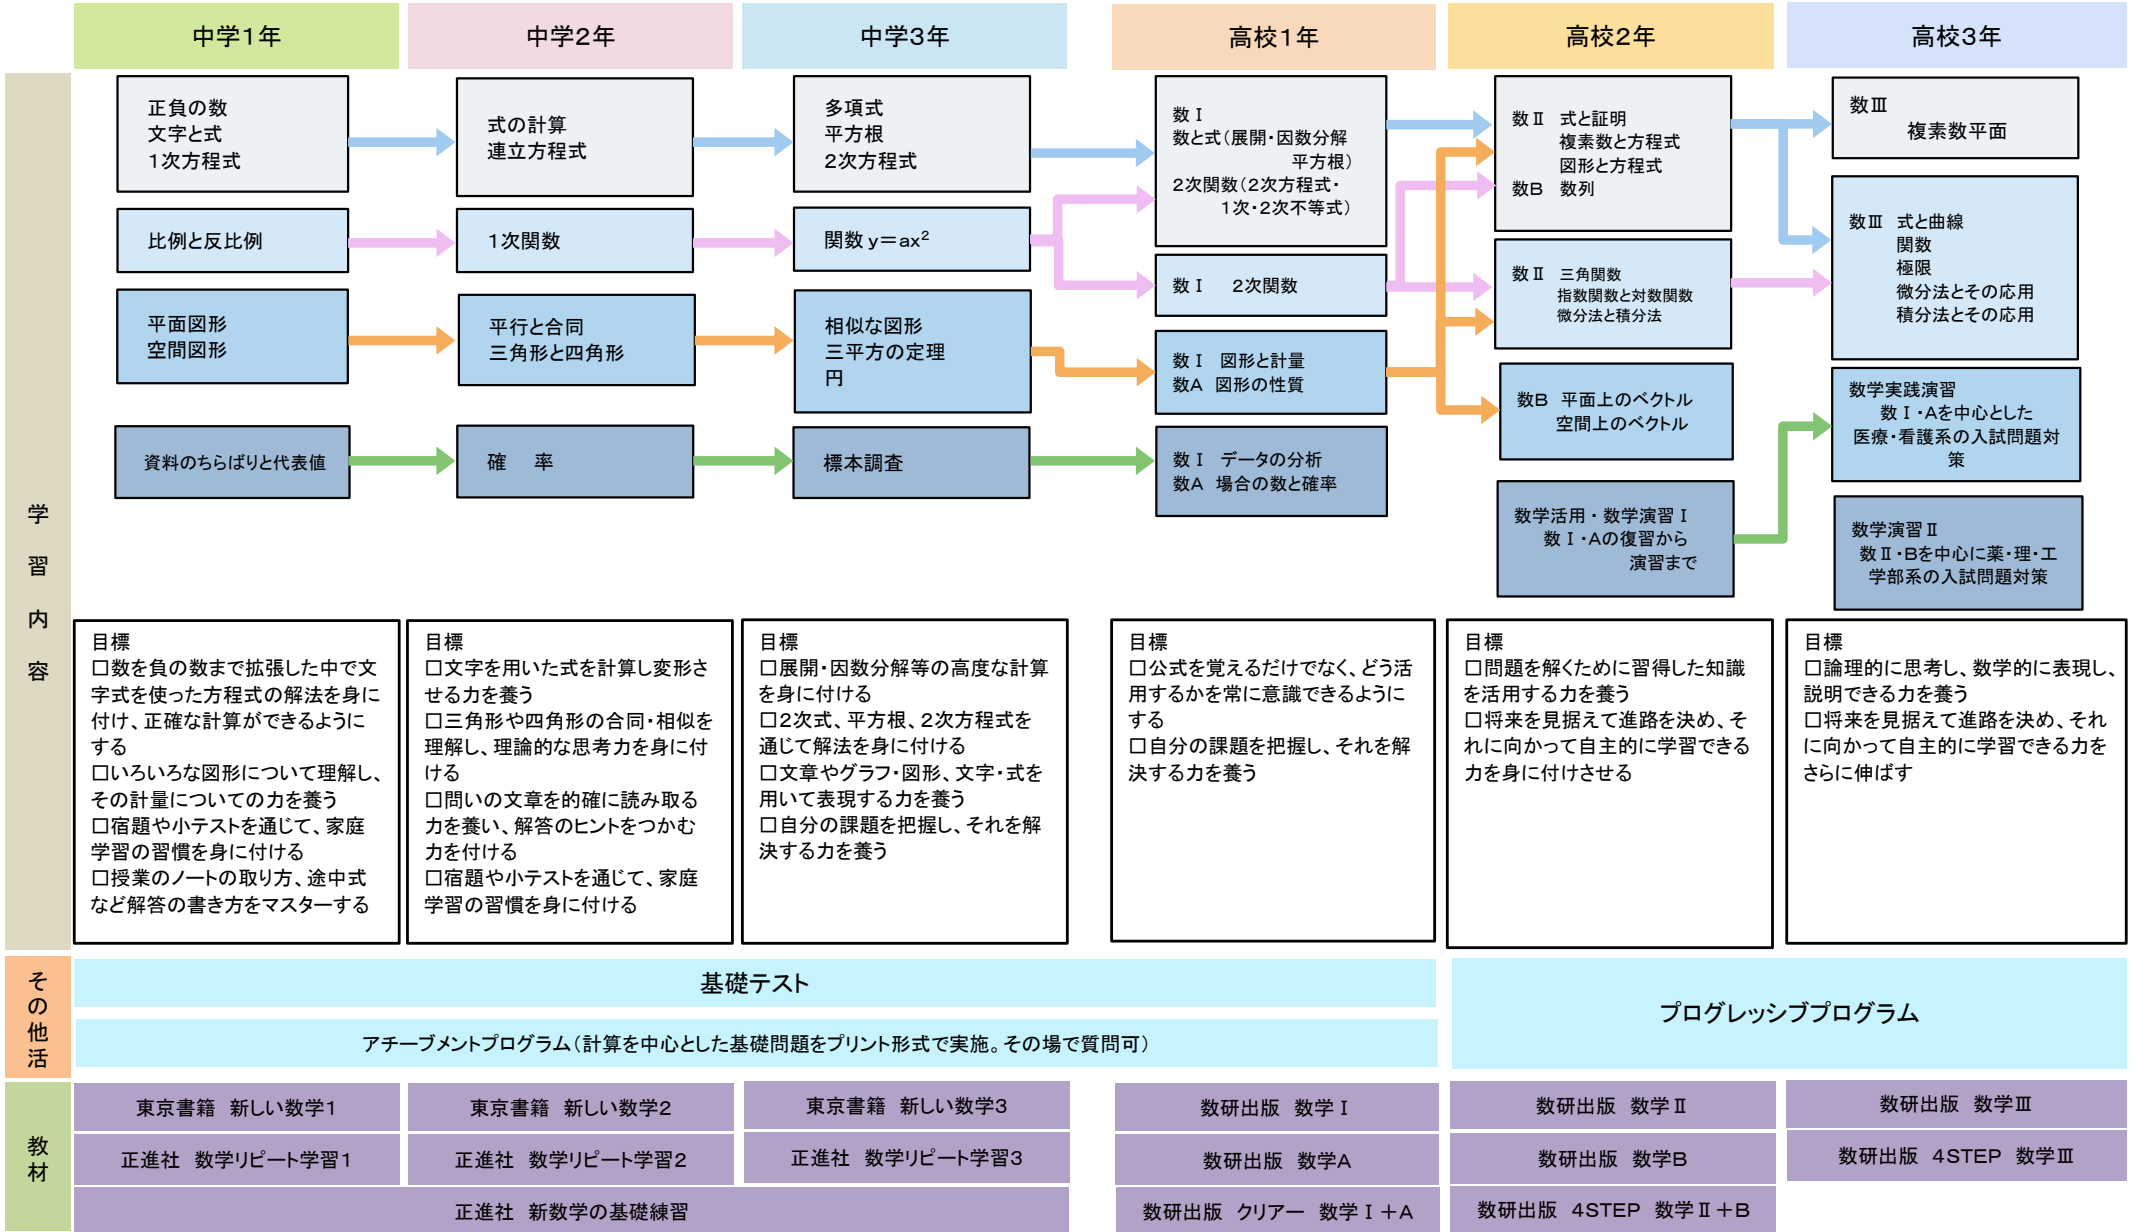 中学1年
中学2年
中学3年
高校1年
高校2年
高校3年
学習内容
正負の数
文字と式
1次方程式
式の計算
連立方程式
多項式
平方根
2次方程式
数Ⅰ
数と式(展開・因数分解
平方根)
2次関数(2次方程式・
1次・2次不等式)
数Ⅱ 式と証明
複素数と方程式
図形と方程式
数B 数列
数Ⅲ
複素数平面
比例と反比例
1次関数
関数 y=ax²
数Ⅰ 2次関数
数Ⅱ 三角関数
指数関数と対数関数
微分法と積分法
数Ⅲ 式と曲線
関数
極限
微分法とその応用
積分法とその応用
平面図形
空間図形
平行と合同
三角形と四角形
相似な図形
三平方の定理
円
数Ⅰ 図形と計量
数A 図形の性質
数B 平面上のベクトル
空間上のベクトル
数学実践演習
数Ⅰ・Aを中心とした
医療・看護系の入試問題対
策
資料のちらばりと代表値
確 率
標本調査
数Ⅰ データの分析
数A 場合の数と確率
数学活用・数学演習Ⅰ
数Ⅰ・Aの復習から
演習まで
数学演習Ⅱ
数Ⅱ・Bを中心に薬・理・工
学部系の入試問題対策
目標
□数を負の数まで拡張した中で文
字式を使った方程式の解法を身に
付け、正確な計算ができるように
する
□いろいろな図形について理解し、
その計量についての力を養う
□宿題や小テストを通じて、家庭
学習の習慣を身に付ける
□授業のノートの取り方、途中式
など解答の書き方をマスターする
目標
□文字を用いた式を計算し変形さ
せる力を養う
□三角形や四角形の合同・相似を
理解し、理論的な思考力を身に付
ける
□問いの文章を的確に読み取る
力を養い、解答のヒントをつかむ
力を付ける
□宿題や小テストを通じて、家庭
学習の習慣を身に付ける
目標
□展開・因数分解等の高度な計算
を身に付ける
□2次式、平方根、2次方程式を
通じて解法を身に付ける
□文章やグラフ・図形、文字・式を
用いて表現する力を養う
□自分の課題を把握し、それを解
決する力を養う
目標
□公式を覚えるだけでなく、どう活
用するかを常に意識できるように
する
□自分の課題を把握し、それを解
決する力を養う
目標
□問題を解くために習得した知識
を活用する力を養う
□将来を見据えて進路を決め、そ
れに向かって自主的に学習できる
力を身に付けさせる
目標
□論理的に思考し、数学的に表現し、
説明できる力を養う
□将来を見据えて進路を決め、それ
に向かって自主的に学習できる力を
さらに伸ばす
その他活
基礎テスト
アチーブメントプログラム(計算を中心とした基礎問題をプリント形式で実施。その場で質問可)
プログレッシブプログラム
教材
東京書籍 新しい数学1
東京書籍 新しい数学2
東京書籍 新しい数学3
数研出版 数学Ⅰ
数研出版 数学Ⅱ
数研出版 数学Ⅲ
正進社 数学リピート学習1
正進社 数学リピート学習2
正進社 数学リピート学習3
数研出版 数学A
数研出版 数学B
数研出版 4STEP 数学Ⅲ
正進社 新数学の基礎練習
数研出版 クリアー 数学Ⅰ+A
数研出版 4STEP 数学Ⅱ+B